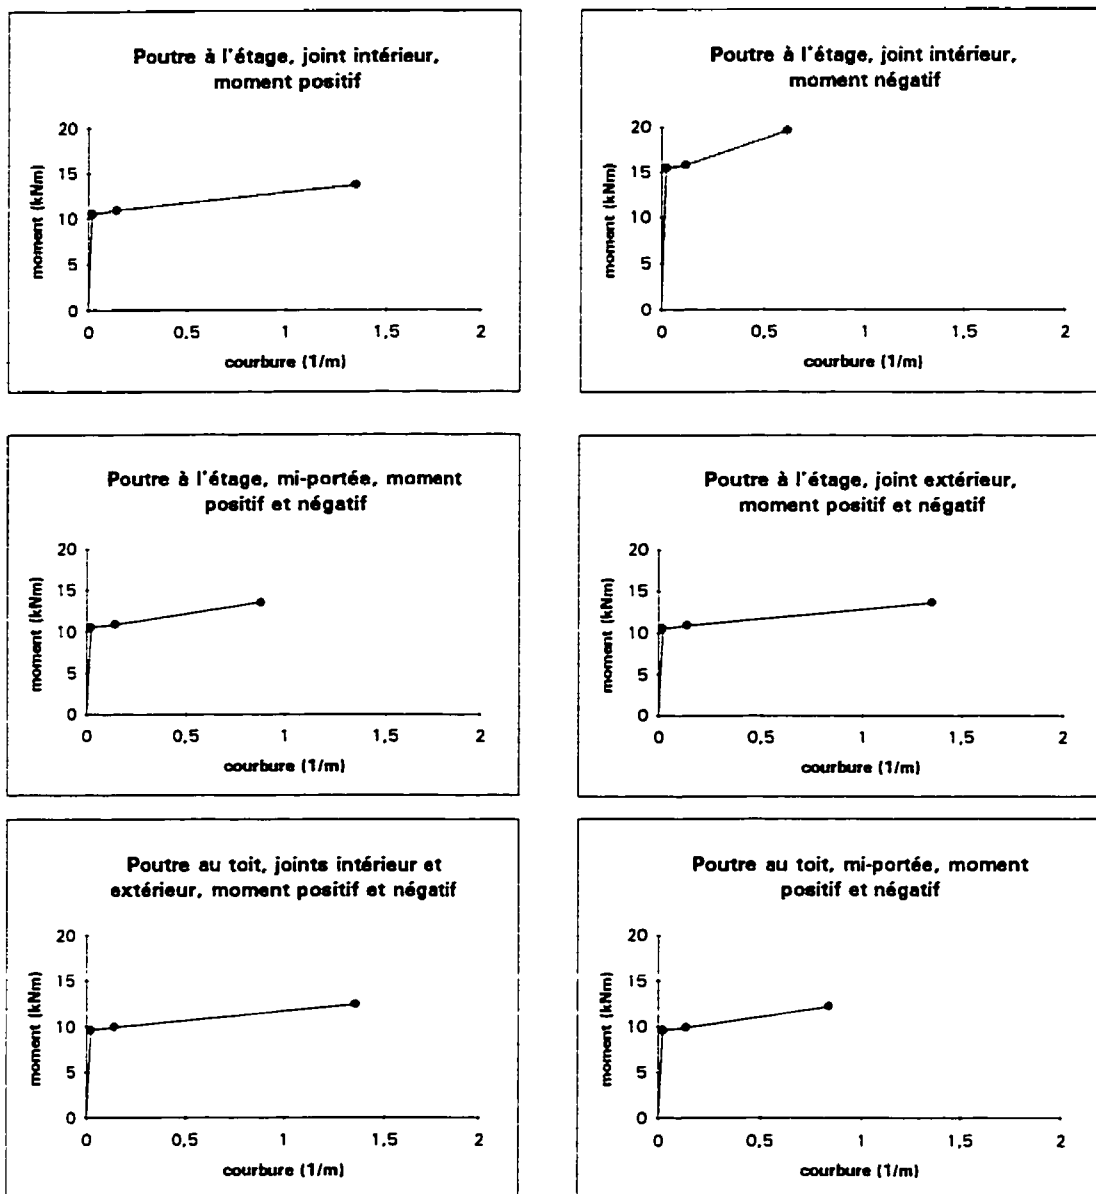 Poutre à l'étage, joint intérieur,
moment positif
20
15
10
5
0
moment (kNm)
0
0,5
1
1,5
2
courbure (1/m)
Poutre à l'étage, joint intérieur,
moment négatif
20
15
10
5
0
moment (kNm)
0
0,5
1
1,5
2
courbure (1/m)
Poutre à l'étage, mi-portée, moment
positif et négatif
20
15
10
5
0
moment (kNm)
0
0,5
1
1,5
2
courbure (1/m)
Poutre à l'étage, joint extérieur,
moment positif et négatif
20
15
10
5
0
moment (kNm)
0
0,5
1
1,5
2
courbure (1/m)
Poutre au toit, joints intérieur et
extérieur, moment positif et négatif
20
15
10
5
0
moment (kNm)
0
0,5
1
1,5
2
courbure (1/m)
Poutre au toit, mi-portée, moment
positif et négatif
20
15
10
5
0
moment (kNm)
0
0,5
1
1,5
2
courbure (1/m)